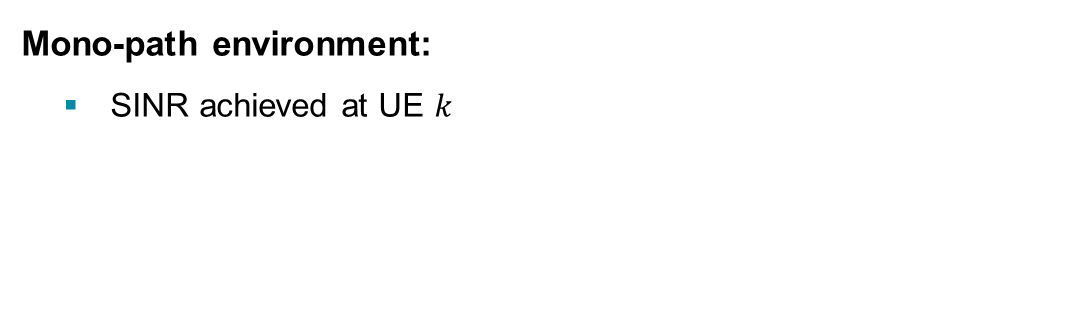 Mono-path environment:
▪ SINR achieved at UE k